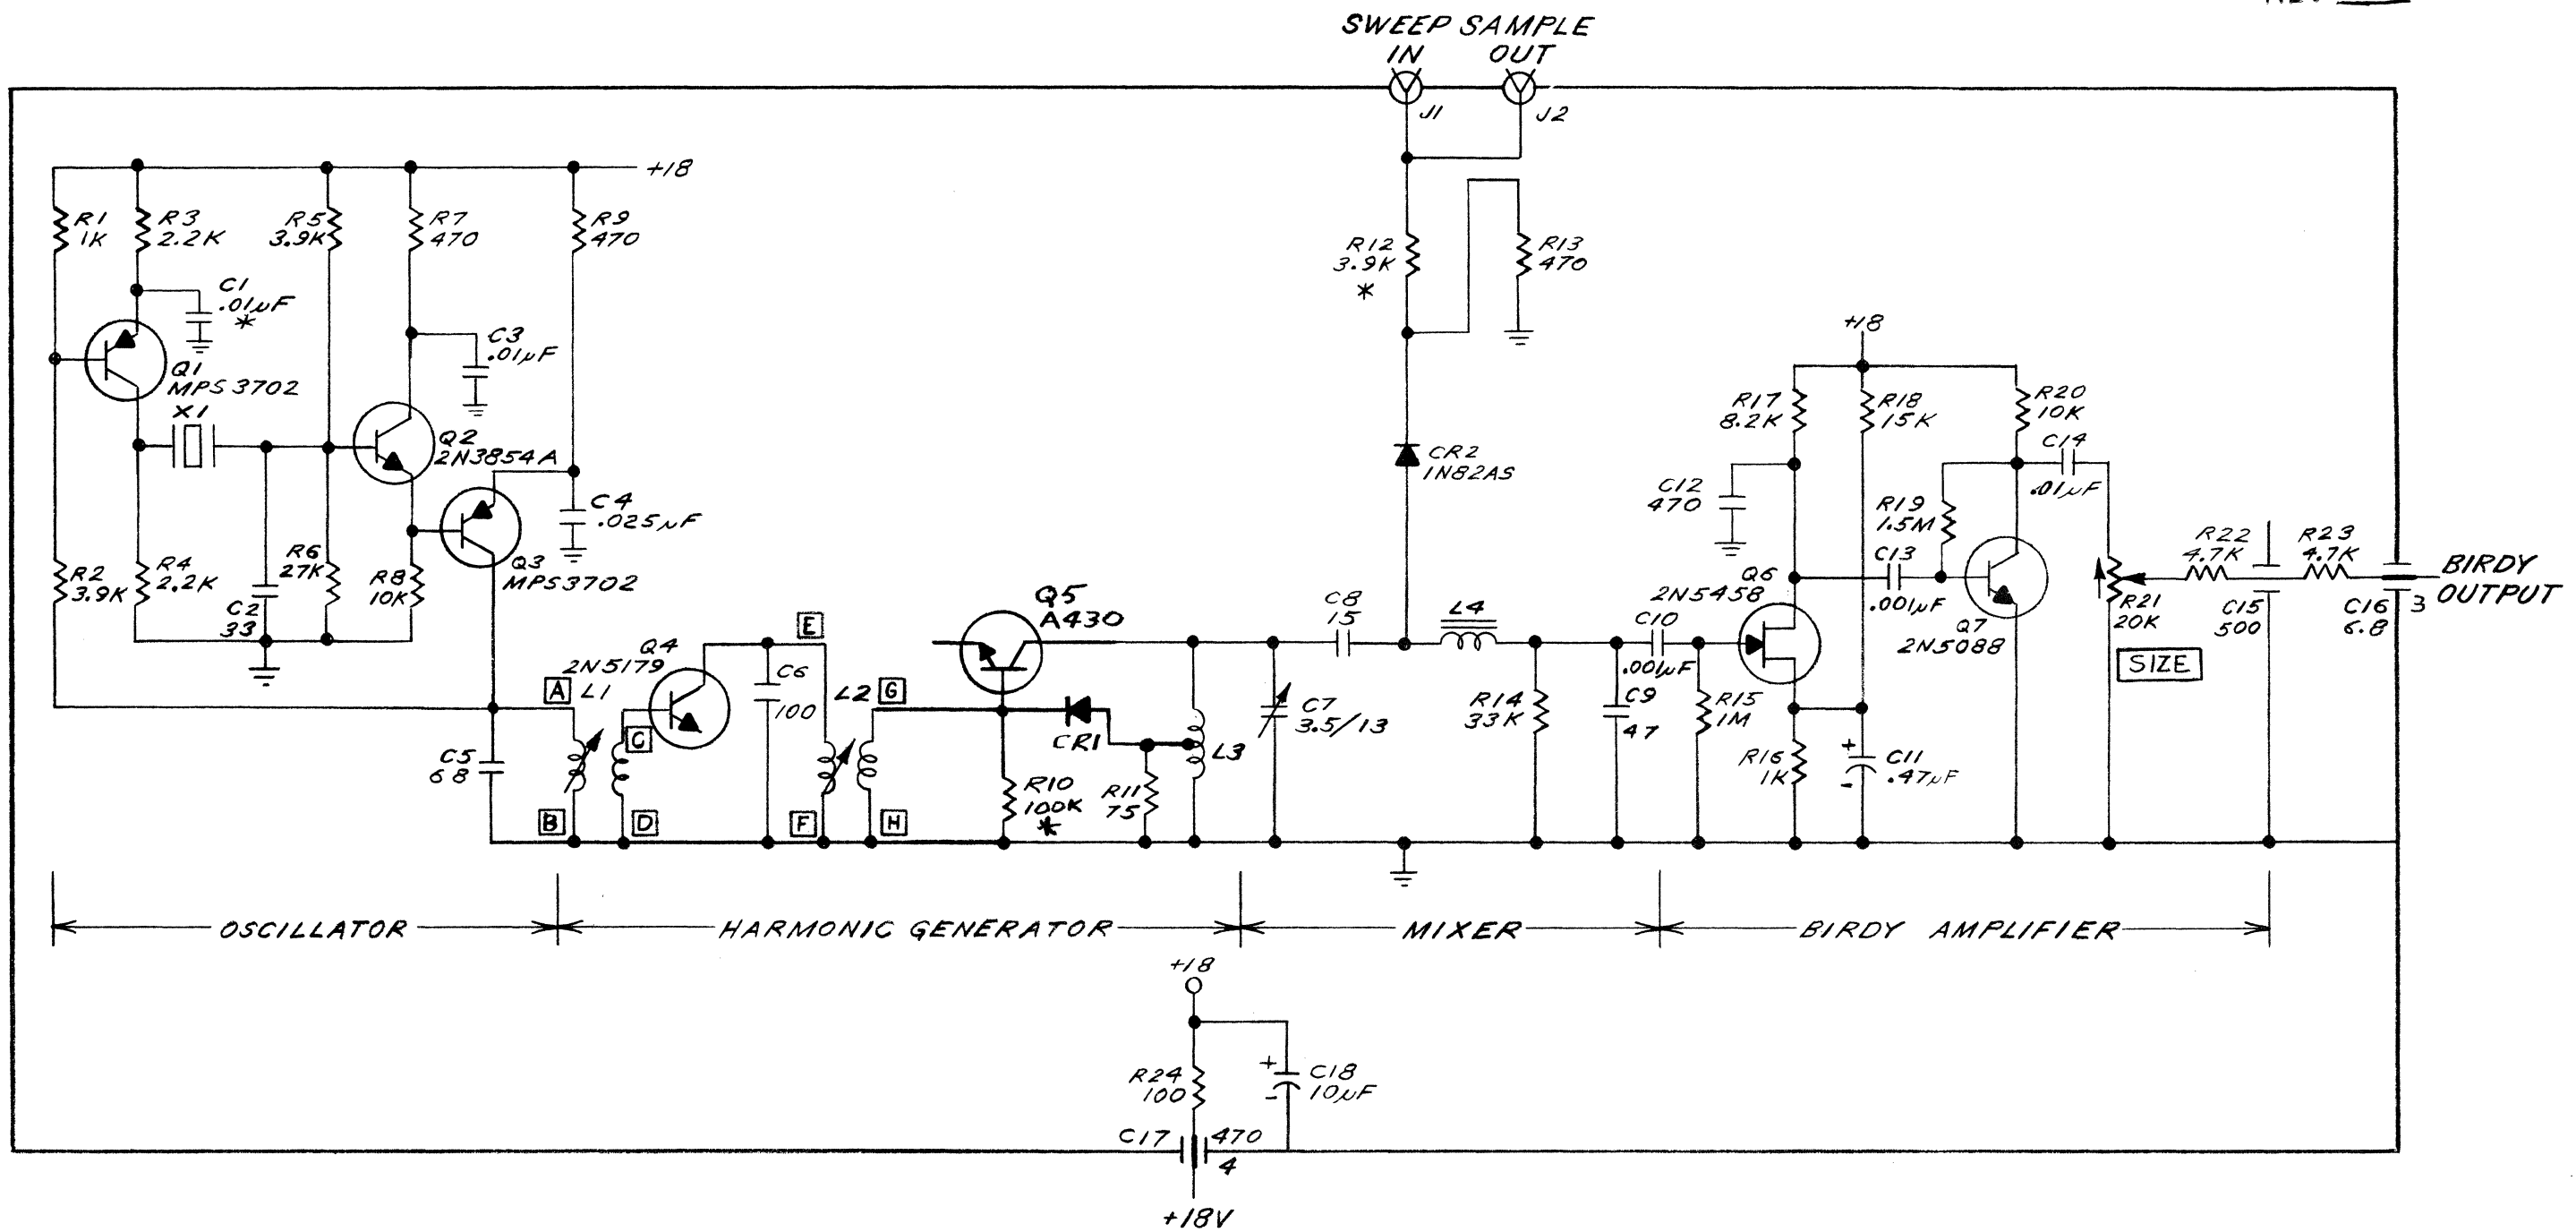 SWEEP SAMPLE
IN OUT
J1
J2
+18
R1
1K
R3
2.2K
R5
3.9K
R7
470
R9
470
C1
.01µF
*
Q1
MPS3702
X1
C3
.01µF
Q2
2N3854A
C4
.025µF
Q3
MPS3702
R2
3.9K
R4
2.2K
C2
33
R6
27K
R8
10K
C5
68
A
L1
B
C
D
Q4
2N5179
C6
100
E
F
L2
G
H
Q5
A430
CR1
R10
100K
*
R11
75
L3
C7
3.5/13
C8
15
R12
3.9K
*
R13
470
CR2
1N82AS
L4
R14
33K
C9
47
C10
.001µF
R15
1M
Q6
2N5458
R16
1K
+
C11
.47µF
-
+18
R17
8.2K
R18
15K
R20
10K
C12
470
R19
1.5M
C13
.001µF
C14
.01µF
Q7
2N5088
R21
20K
SIZE
R22
4.7K
C15
500
R23
4.7K
C16
6.8
3
BIRDY
OUTPUT
OSCILLATOR
HARMONIC GENERATOR
MIXER
BIRDY AMPLIFIER
+18
R24
100
+
C18
10µF
-
C17
470
4
+18V